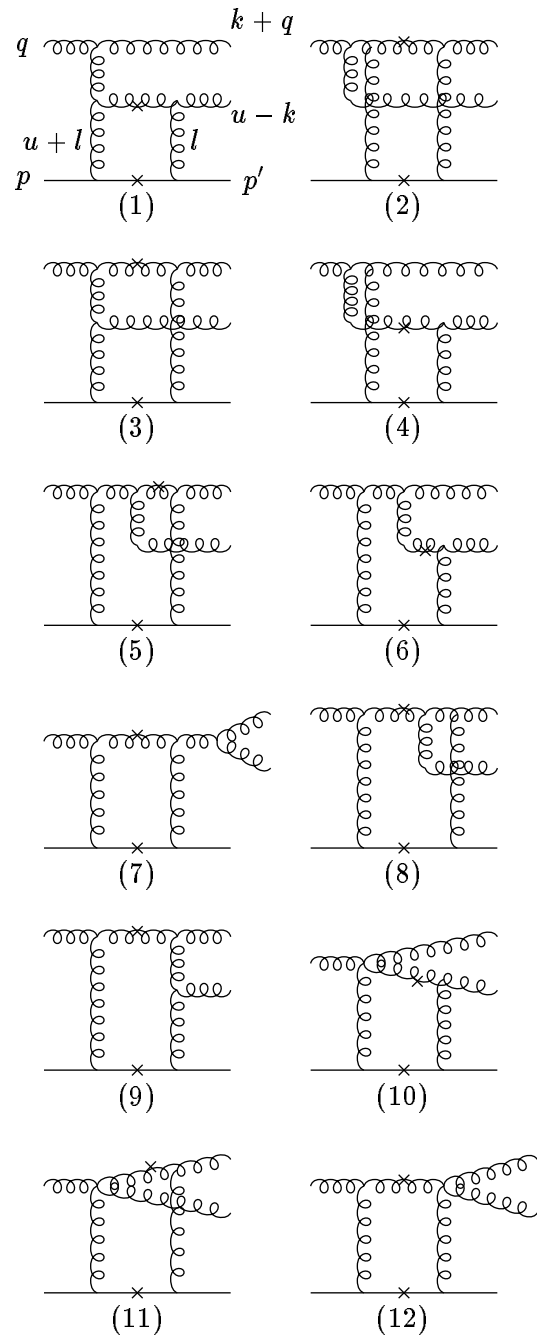 q k + q
u − k
u + l l
p p′
(1) (2)
(3) (4)
(5) (6)
(7) (8)
(9) (10)
(11) (12)